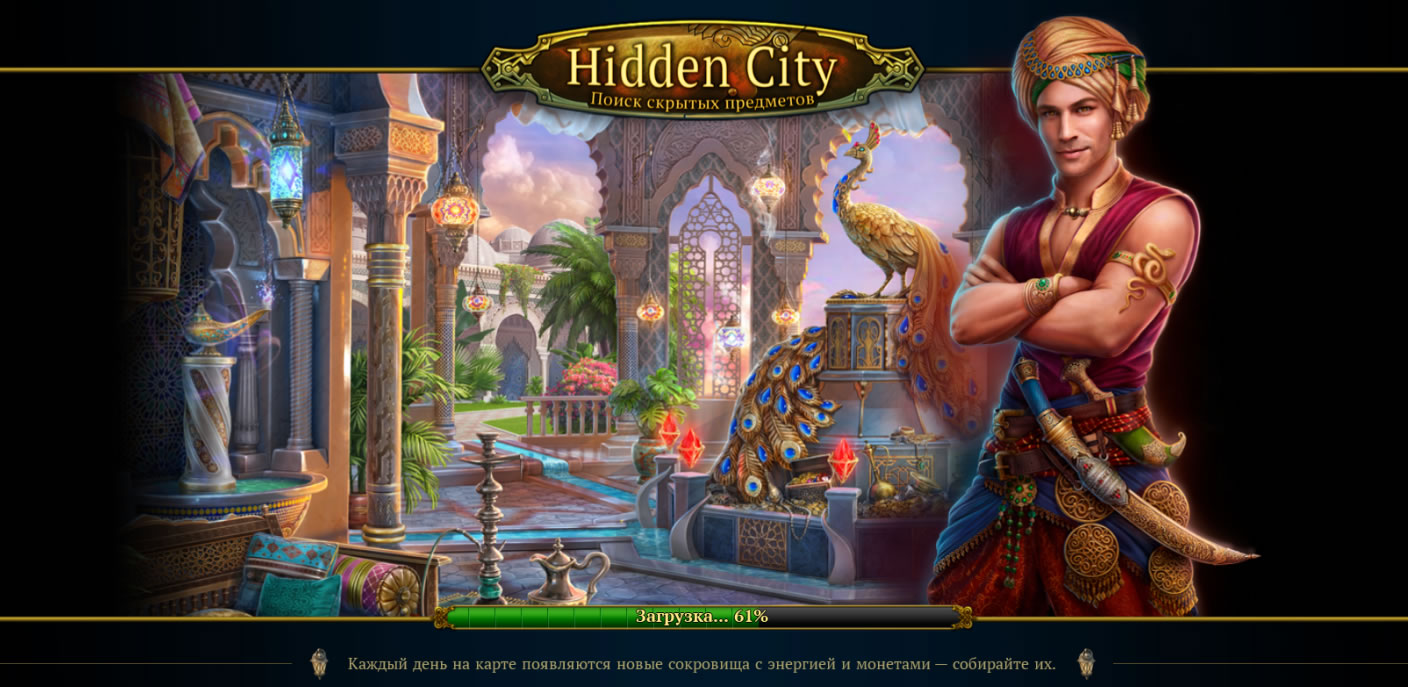 Hidden City
Поиск скрытых предметов
Загрузка... 61%
Каждый день на карте появляются новые сокровища с энергией и монетами — собирайте их.